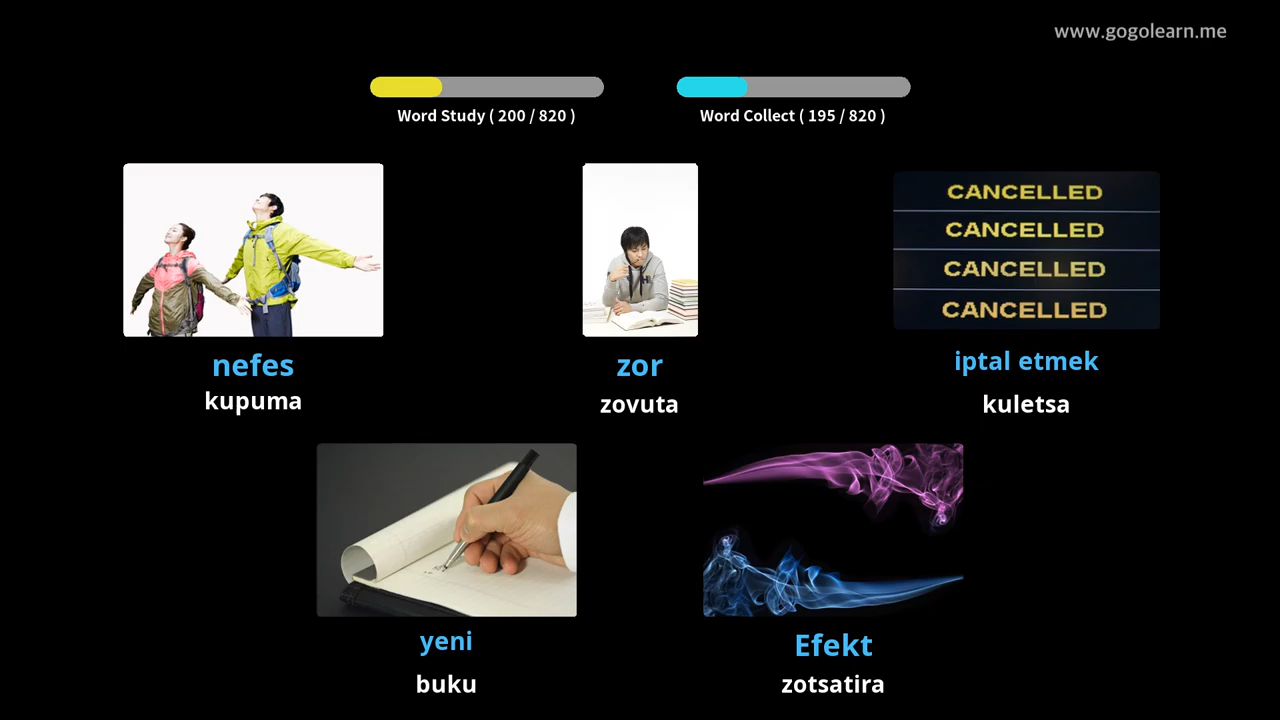 www.gogolearn.me
Word Study ( 200 / 820 )
Word Collect ( 195 / 820 )
CANCELLED
CANCELLED
CANCELLED
CANCELLED
nefes
kupuma
zor
zovuta
iptal etmek
kuletsa
yeni
buku
Efekt
zotsatira